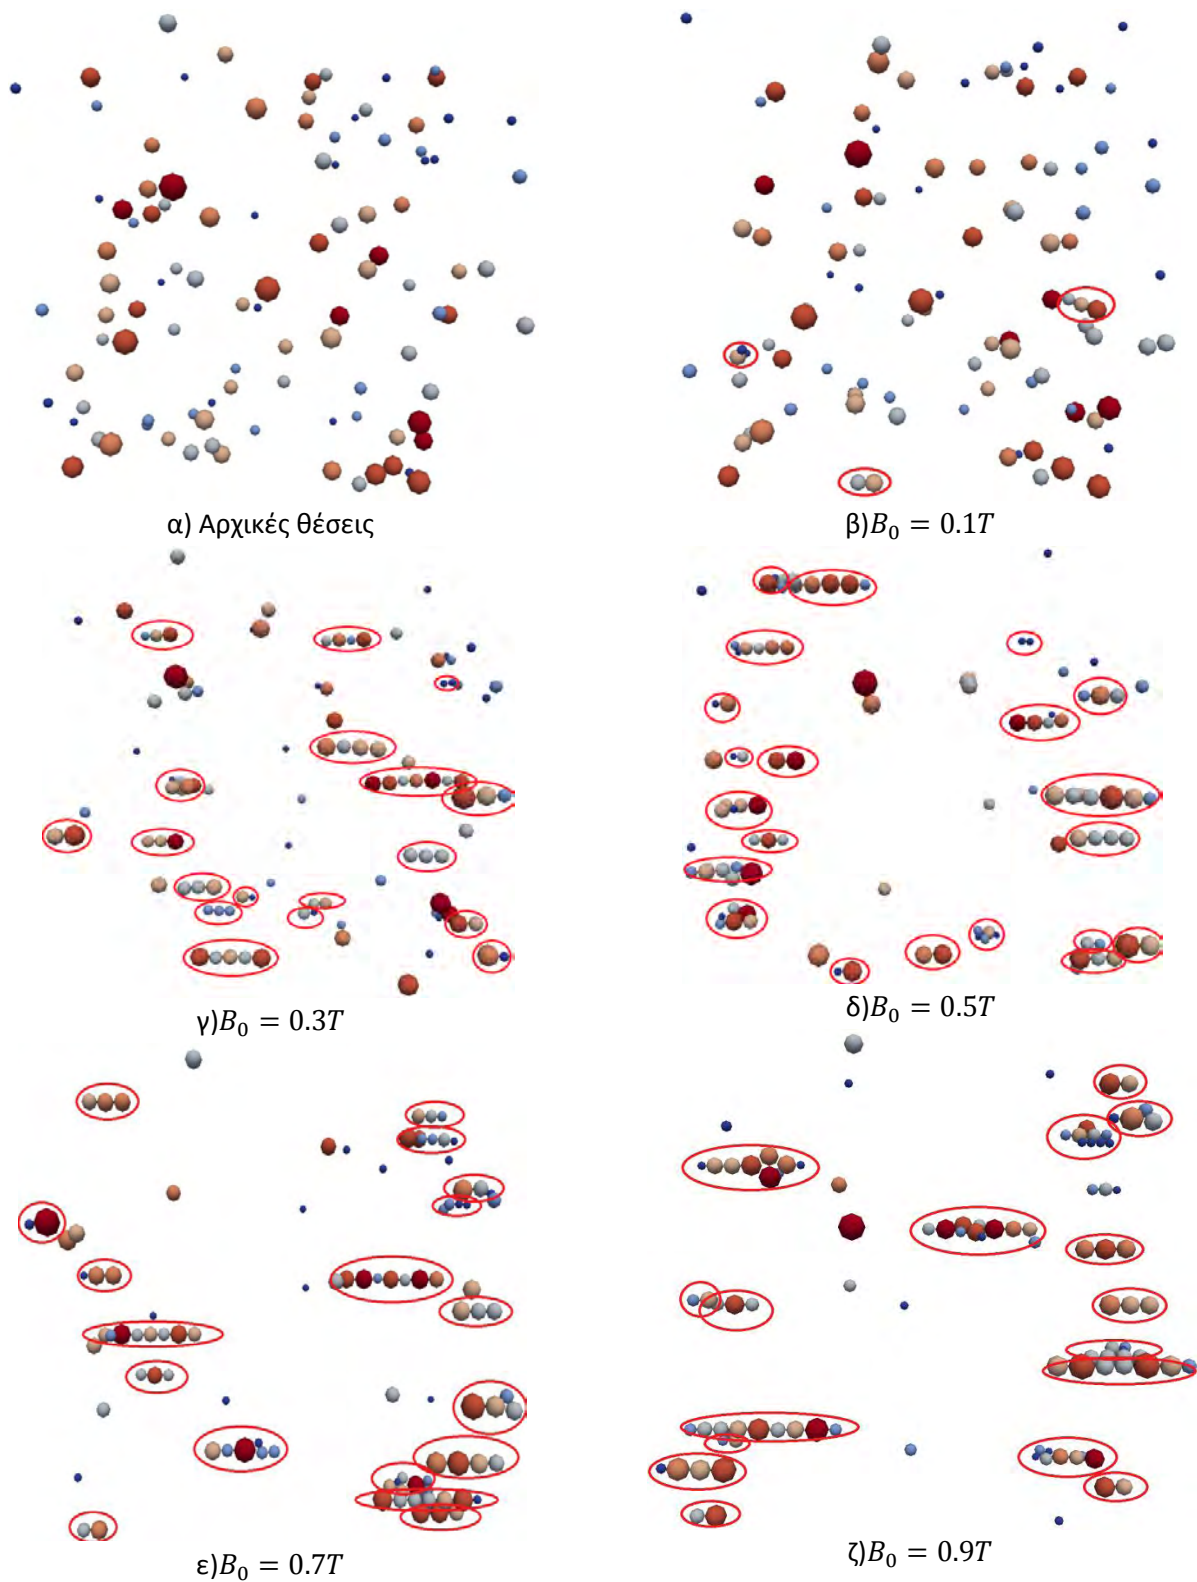 α) Αρχικές θέσεις
β)B₀ = 0.1T
γ)B₀ = 0.3T
δ)B₀ = 0.5T
ε)B₀ = 0.7T
ζ)B₀ = 0.9T